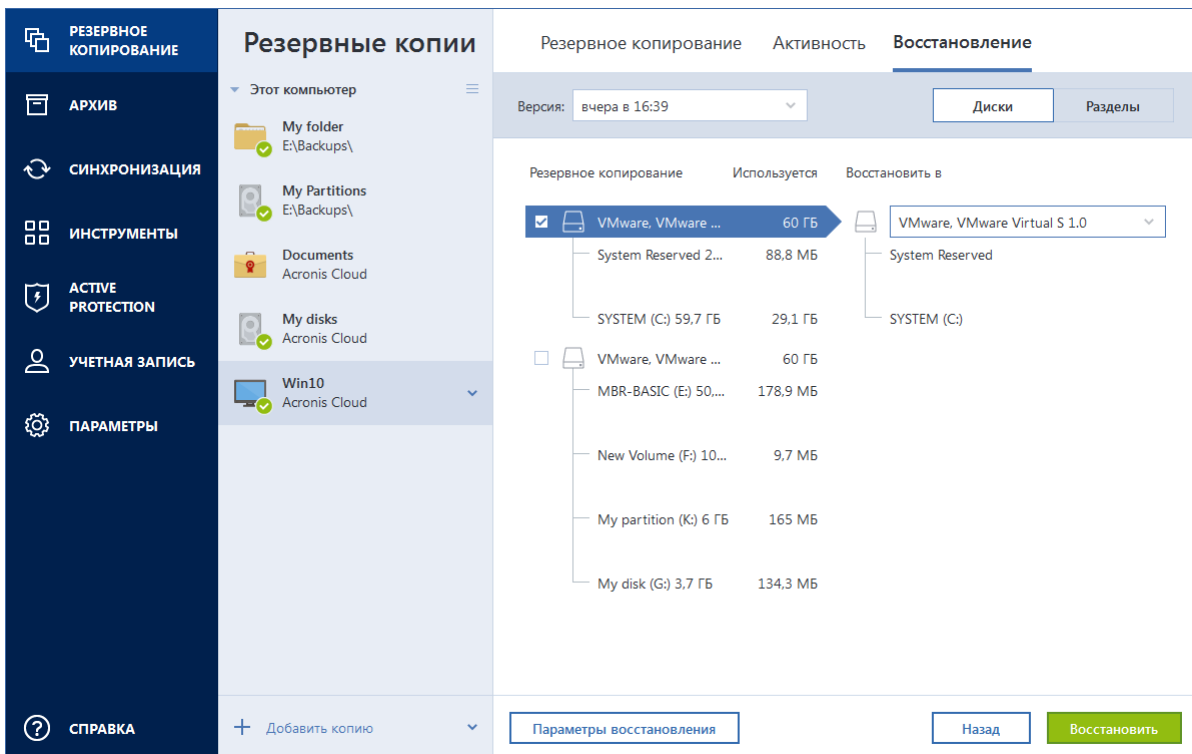 РЕЗЕРВНОЕ
КОПИРОВАНИЕ
АРХИВ
СИНХРОНИЗАЦИЯ
ИНСТРУМЕНТЫ
ACTIVE
PROTECTION
УЧЕТНАЯ ЗАПИСЬ
ПАРАМЕТРЫ
СПРАВКА
Резервные копии
Этот компьютер
My folder
E:\Backups\
My Partitions
E:\Backups\
Documents
Acronis Cloud
My disks
Acronis Cloud
Win10
Acronis Cloud
Добавить копию
Резервное копирование Активность Восстановление
Версия: вчера в 16:39 Диски Разделы
Резервное копирование Используется Восстановить в
VMware, VMware ... 60 ГБ VMware, VMware Virtual S 1.0
System Reserved 2... 88,8 МБ System Reserved
SYSTEM (C:) 59,7 ГБ 29,1 ГБ SYSTEM (C:)
VMware, VMware ... 60 ГБ
MBR-BASIC (E:) 50,... 178,9 МБ
New Volume (F:) 10... 9,7 МБ
My partition (K:) 6 ГБ 165 МБ
My disk (G:) 3,7 ГБ 134,3 МБ
Параметры восстановления Назад Восстановить